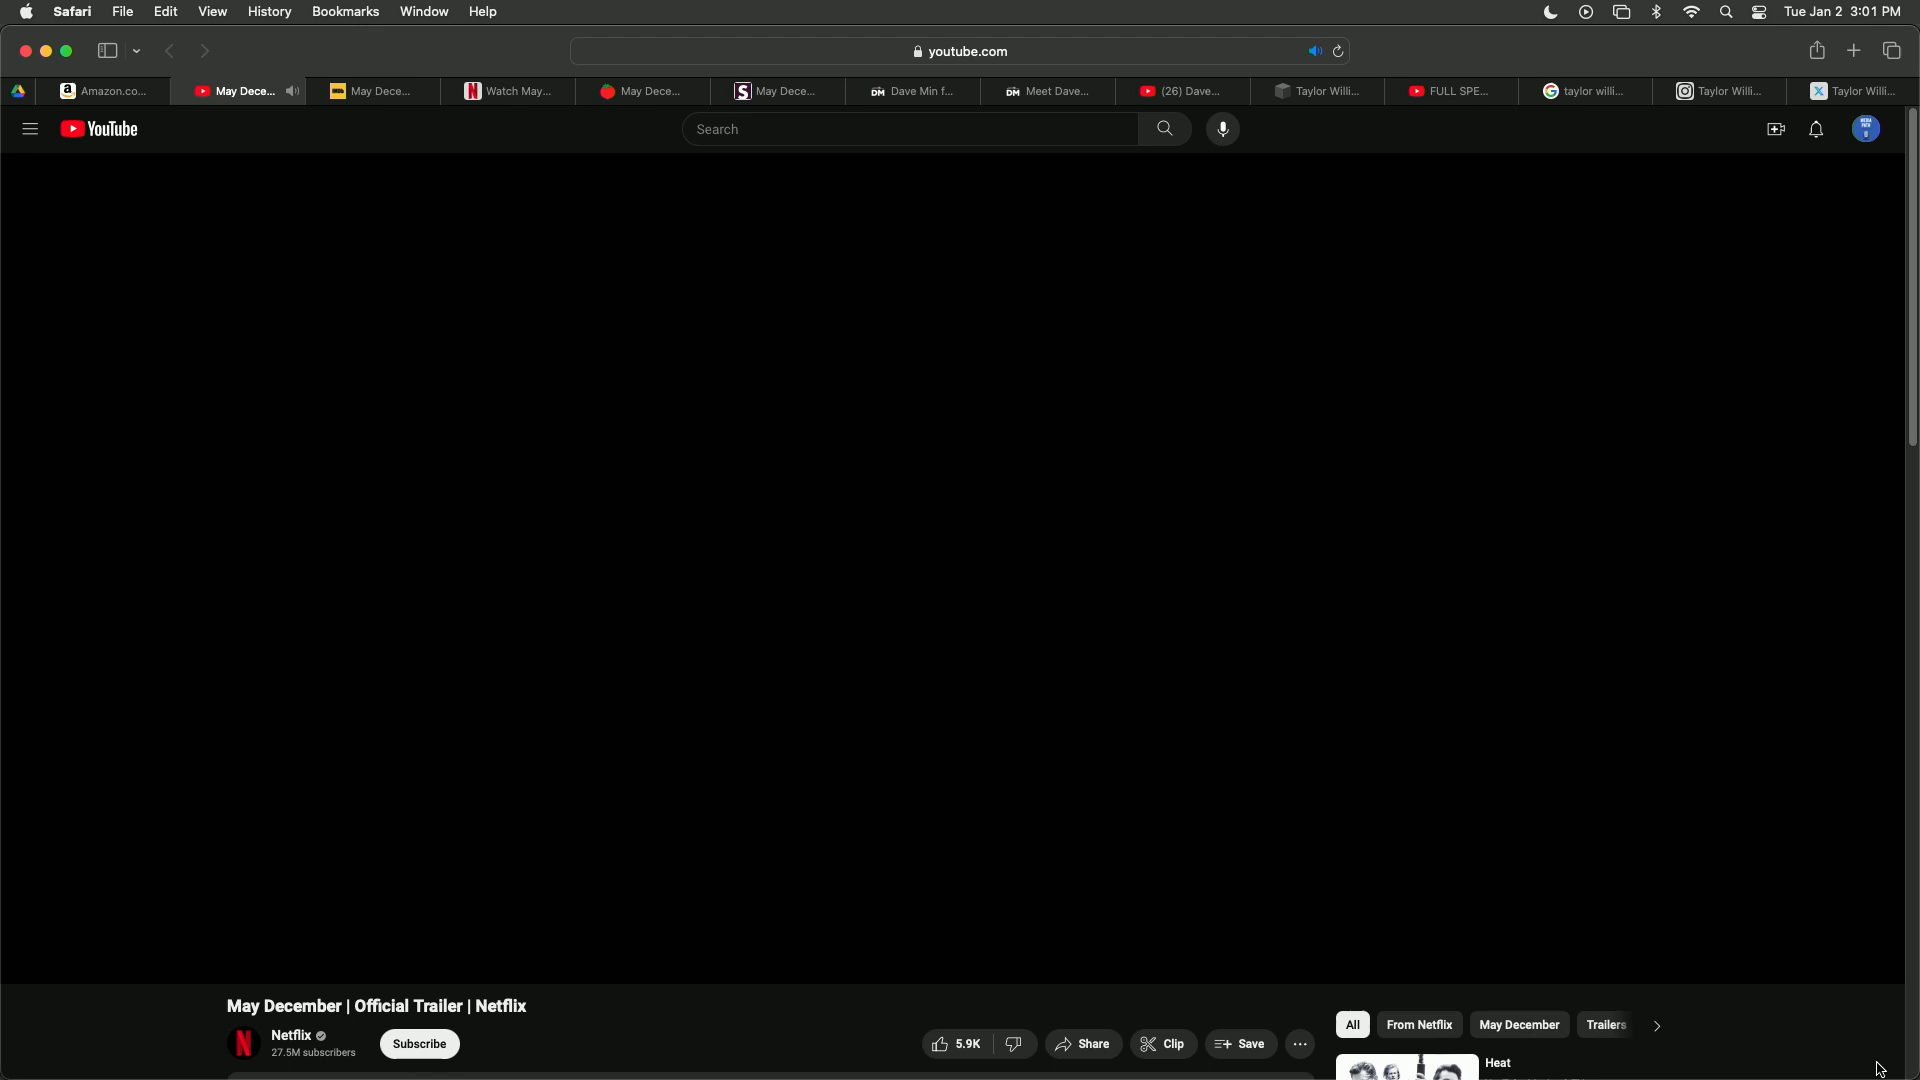 Safari File Edit View History Bookmarks Window Help Tue Jan 2 3:01 PM
youtube.com
Amazon.co... May Dece... May Dece... Watch May... May Dece... May Dece... Dave Min f... Meet Dave... (26) Dave... Taylor Willi... FULL SPE... taylor willi... Taylor Willi... Taylor Willi...
YouTube Search
May December | Official Trailer | Netflix
Netflix
27.5M subscribers
Subscribe
5.9K Share Clip Save
All From Netflix May December Trailers
Heat